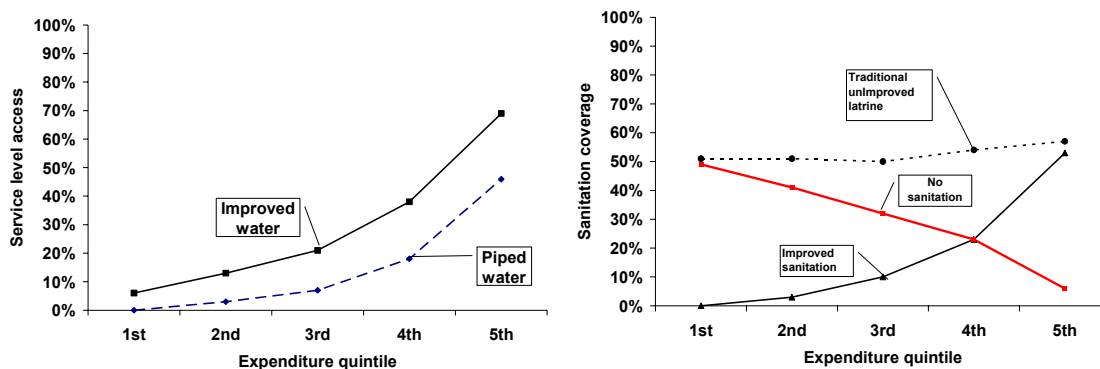 100%
90%
80%
70%
60%
50%
40%
30%
20%
10%
0%
Service level access
Improved
water
Piped
water
1st 2nd 3rd 4th 5th
Expenditure quintile
100%
90%
80%
70%
60%
50%
40%
30%
20%
10%
0%
Sanitation coverage
Traditional
unImproved
latrine
No
sanitation
Improved
sanitation
1st 2nd 3rd 4th 5th
Expenditure quintile